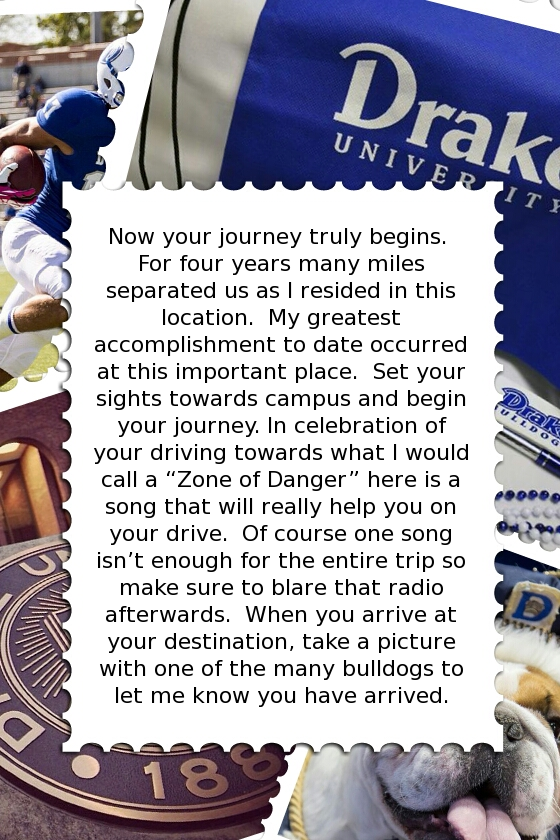 Drake
UNIVERSITY
Now your journey truly begins.
For four years many miles
separated us as I resided in this
location.  My greatest
accomplishment to date occurred
at this important place.  Set your
sights towards campus and begin
your journey. In celebration of
your driving towards what I would
call a “Zone of Danger” here is a
song that will really help you on
your drive.  Of course one song
isn’t enough for the entire trip so
make sure to blare that radio
afterwards.  When you arrive at
your destination, take a picture
with one of the many bulldogs to
let me know you have arrived.
Drake
BULLDOG
D
188